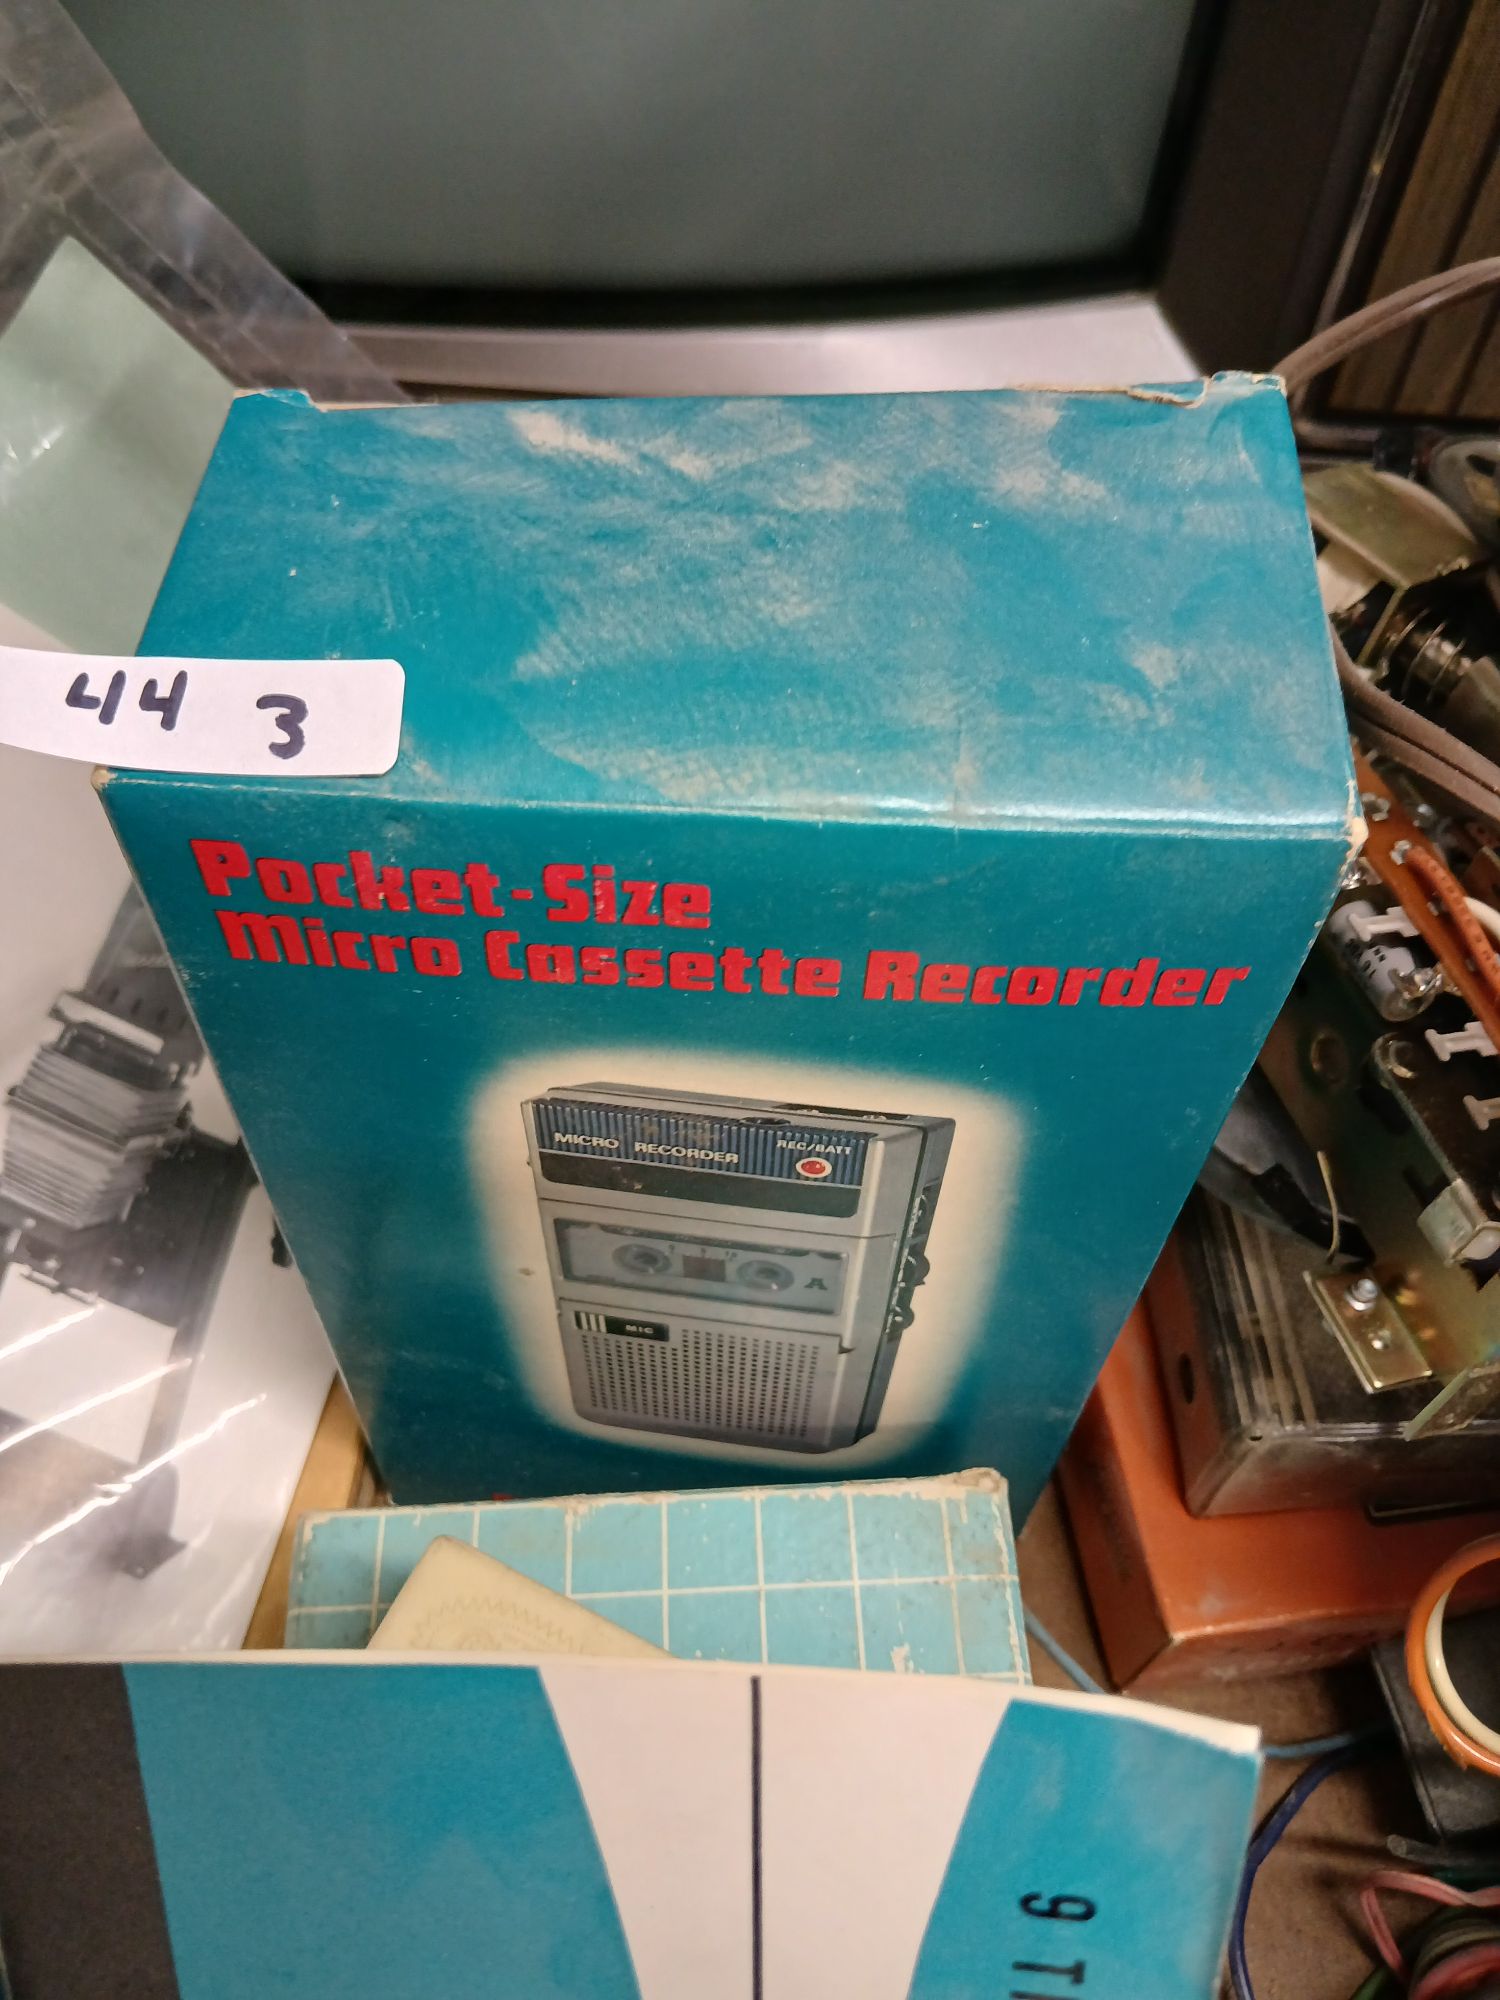 44 3
Pocket-Size
Micro Cassette Recorder
MICRO RECORDER
REC/BATT
A
MIC
9